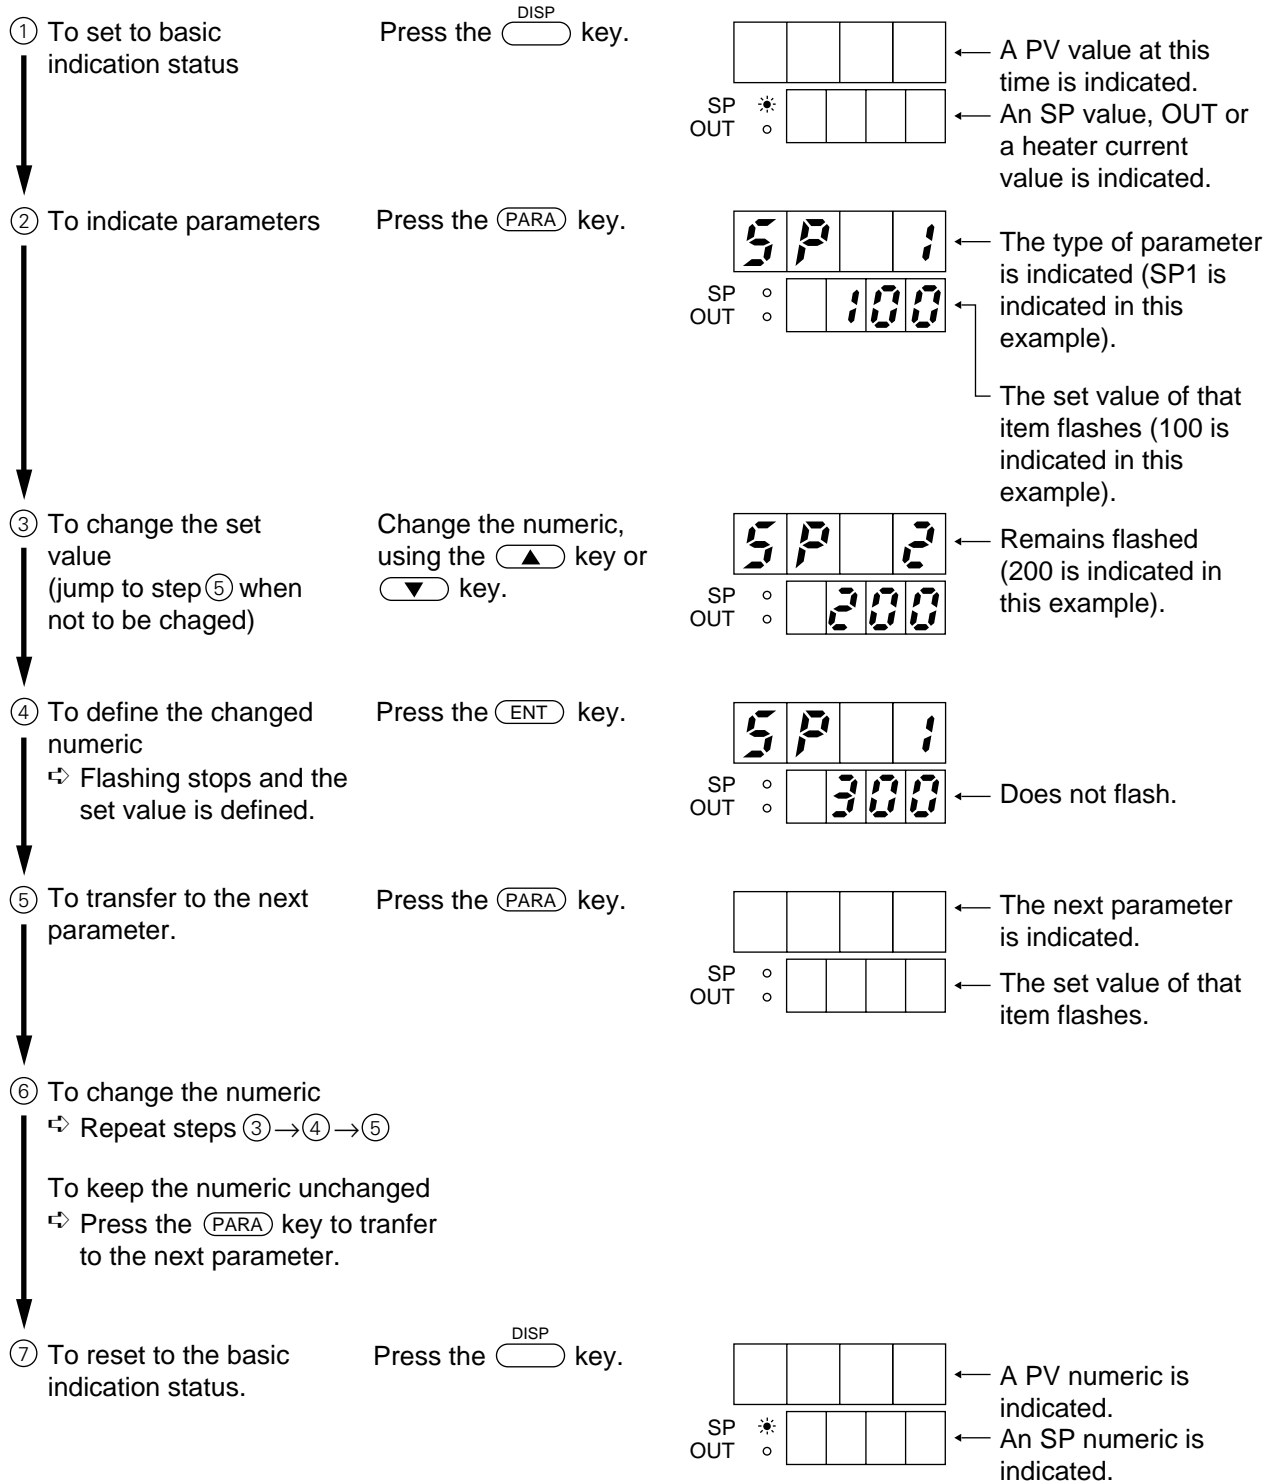 ① To set to basic
indication status
DISP
Press the key.
A PV value at this
time is indicated.
SP
OUT
An SP value, OUT or
a heater current
value is indicated.
② To indicate parameters
Press the PARA key.
SP 1
The type of parameter
is indicated (SP1 is
indicated in this
example).
SP
OUT
100
The set value of that
item flashes (100 is
indicated in this
example).
③ To change the set
value
(jump to step ⑤ when
not to be chaged)
Change the numeric,
using the ▲ key or
▼ key.
SP 2
SP
OUT
200
Remains flashed
(200 is indicated in
this example).
④ To define the changed
numeric
➪ Flashing stops and the
set value is defined.
Press the ENT key.
SP 1
SP
OUT
300
Does not flash.
⑤ To transfer to the next
parameter.
Press the PARA key.
The next parameter
is indicated.
SP
OUT
The set value of that
item flashes.
⑥ To change the numeric
➪ Repeat steps ③→④→⑤
To keep the numeric unchanged
➪ Press the PARA key to tranfer
to the next parameter.
⑦ To reset to the basic
indication status.
DISP
Press the key.
A PV numeric is
indicated.
SP
OUT
An SP numeric is
indicated.